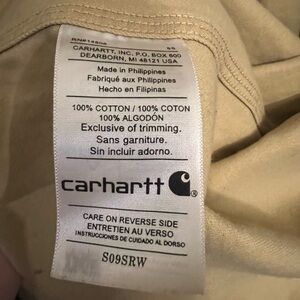 CARHARTT, INC. P.O. BOX 600
DEARBORN, MI 48121 USA
Made in Philippines
Fabriqué aux Philippines
Hecho en Filipinas
100% COTTON / 100% COTON
100% ALGODÓN
Exclusive of trimming.
Sans garniture.
Sin incluir adorno.
carhartt
CARE ON REVERSE SIDE
ENTRETIEN AU VERSO
INSTRUCCIONES DE CUIDADO AL DORSO
S09SRW